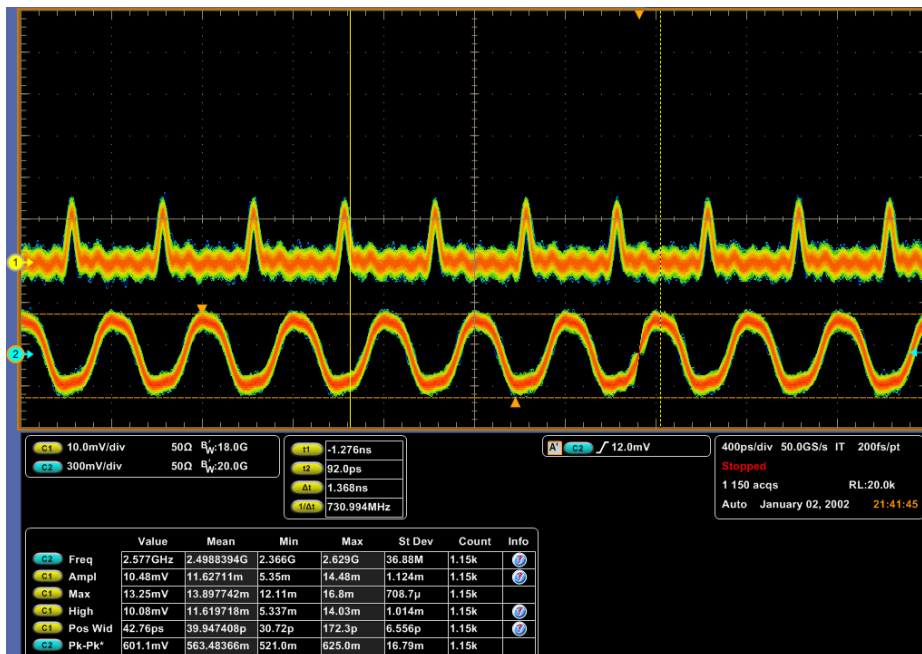 1
2
C1 10.0mV/div 50Ω BW:18.0G
C2 300mV/div 50Ω BW:20.0G
t1 -1.276ns
t2 92.0ps
Δt 1.368ns
1/Δt 730.994MHz
A' C2 / 12.0mV
400ps/div 50.0GS/s IT 200fs/pt
Stopped
1 150 acqs RL:20.0k
Auto January 02, 2002 21:41:45
Value Mean Min Max St Dev Count Info
C2 Freq 2.577GHz 2.4988394G 2.366G 2.629G 36.88M 1.15k
C1 Ampl 10.48mV 11.62711m 5.35m 14.48m 1.124m 1.15k
C1 Max 13.25mV 13.897742m 12.11m 16.8m 708.7µ 1.15k
C1 High 10.08mV 11.619718m 5.337m 14.03m 1.014m 1.15k
C1 Pos Wid 42.76ps 39.947408p 30.72p 172.3p 6.556p 1.15k
C2 Pk-Pk* 601.1mV 563.48366m 521.0m 625.0m 16.79m 1.15k